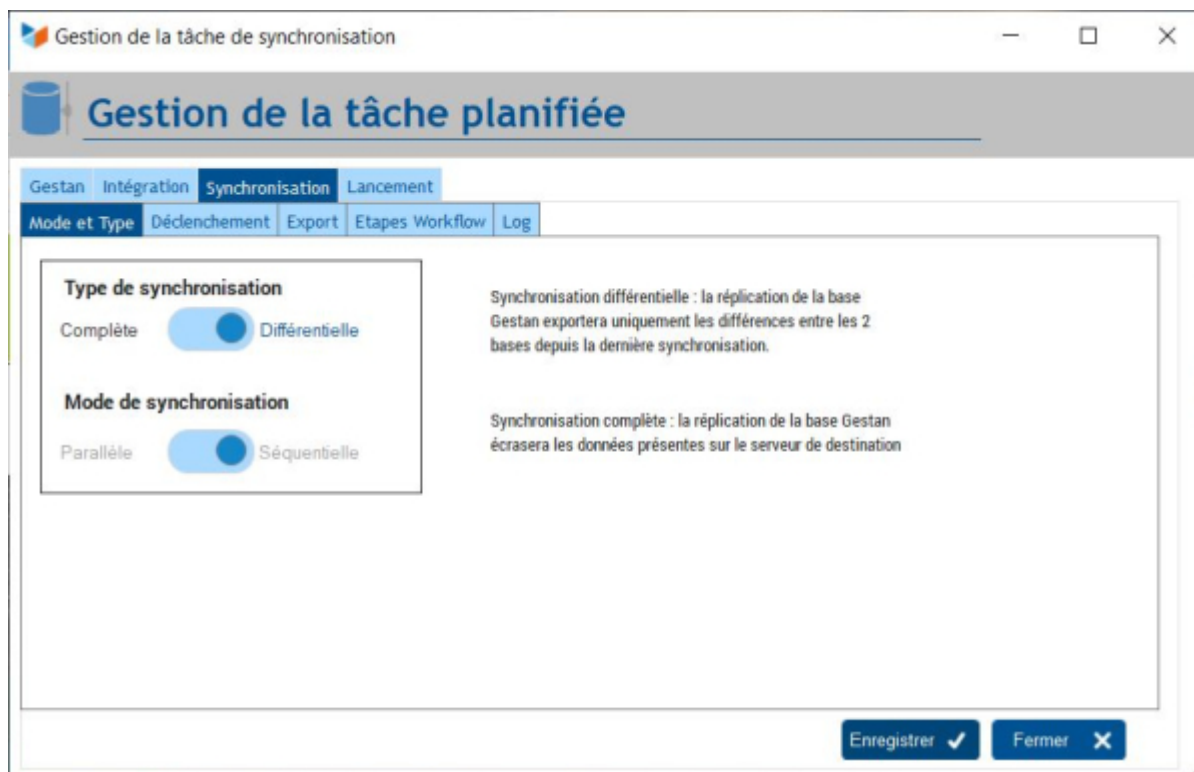 Gestion de la tâche de synchronisation
Gestion de la tâche planifiée
Gestan Intégration Synchronisation Lancement
Mode et Type Déclenchement Export Etapes Workflow Log
Type de synchronisation
Complète Différentielle
Mode de synchronisation
Parallèle Séquentielle
Synchronisation différentielle : la réplication de la base
Gestan exportera uniquement les différences entre les 2
bases depuis la dernière synchronisation.
Synchronisation complète : la réplication de la base Gestan
écrasera les données présentes sur le serveur de destination
Enregistrer Fermer